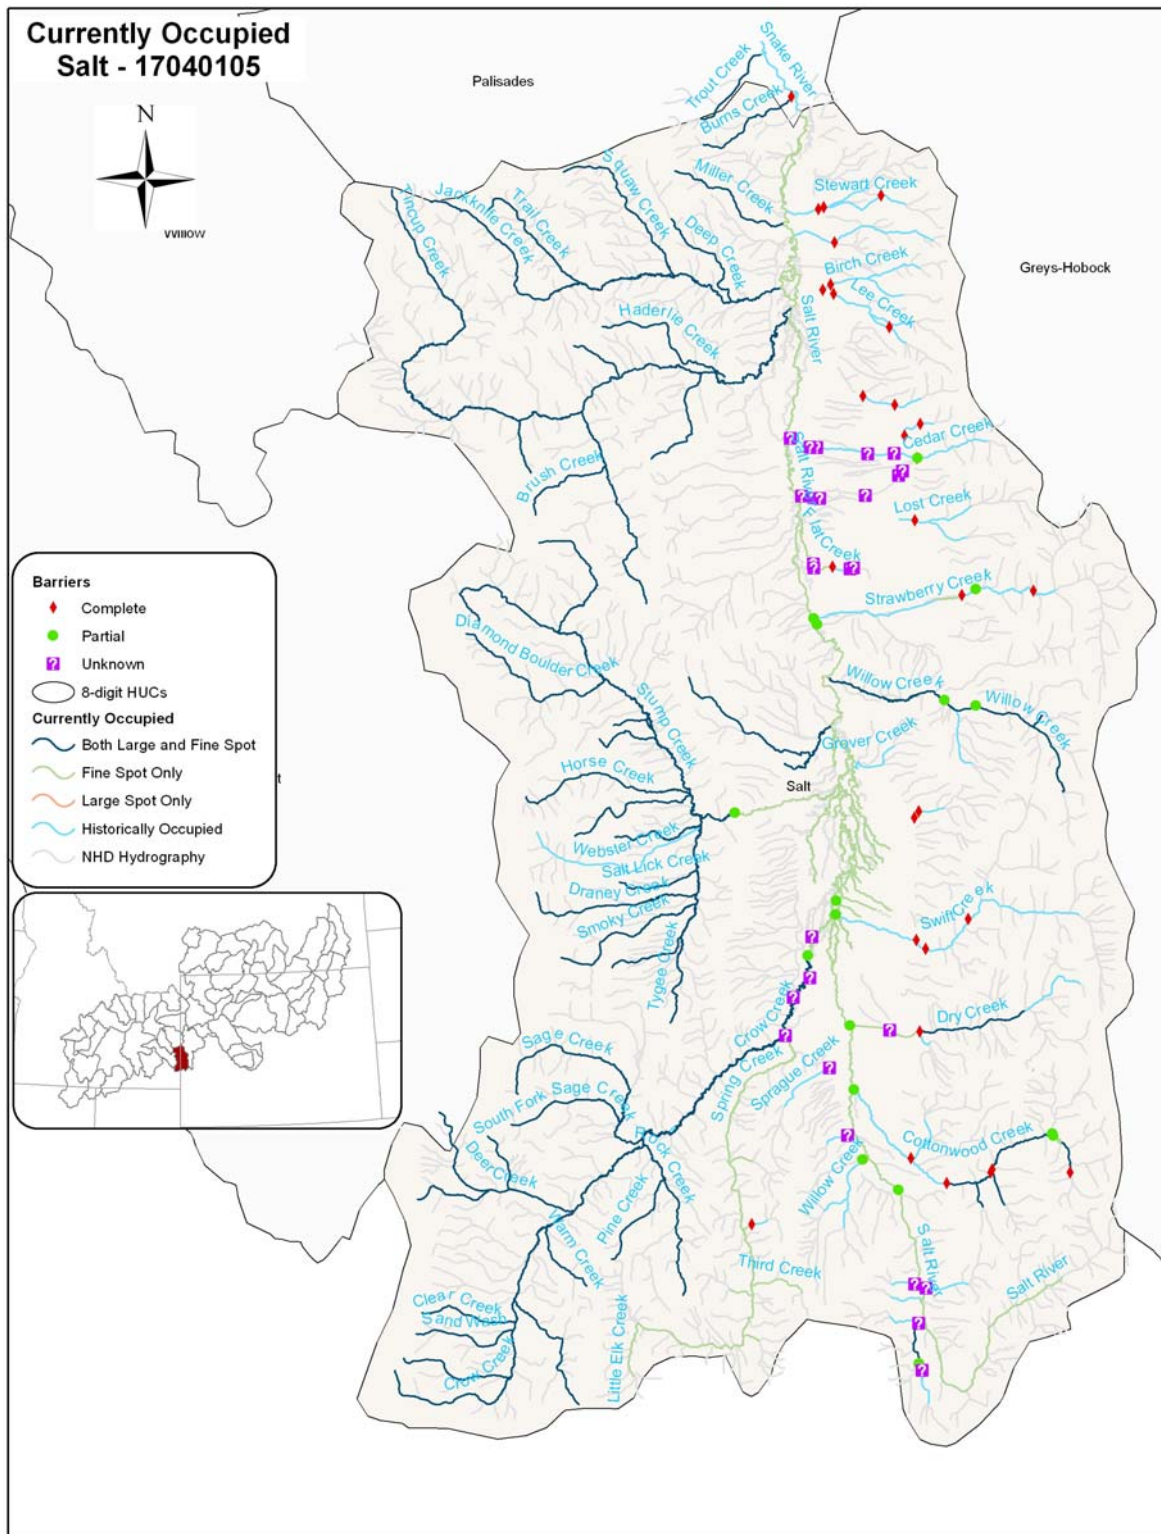 Currently Occupied
Salt - 17040105
N
Palisades
Willow
Greys-Hobock
Snake River
Trout Creek
Burns Creek
Squaw Creek
Miller Creek
Stewart Creek
Tincup Creek
Jackknife Creek
Trail Creek
Deep Creek
Birch Creek
Lee Creek
Salt River
Haderlie Creek
Cedar Creek
Salt River
Brush Creek
Lost Creek
Flat Creek
Strawberry Creek
Diamond Boulder Creek
Willow Creek
Willow Creek
Stump Creek
Grover Creek
Horse Creek
Salt
Webster Creek
Salt Lick Creek
Draney Creek
Smoky Creek
Swift Creek
Tygee Creek
Crow Creek
Dry Creek
Sage Creek
Spring Creek
Sprague Creek
South Fork Sage Creek
Rock Creek
Cottonwood Creek
Deer Creek
Willow Creek
Pine Creek
Warm Creek
Third Creek
Salt River
Salt River
Clear Creek
Sand Wash
Crow Creek
Little Elk Creek
Barriers
Complete
Partial
? Unknown
8-digit HUCs
Currently Occupied
Both Large and Fine Spot
Fine Spot Only
Large Spot Only
Historically Occupied
NHD Hydrography
t